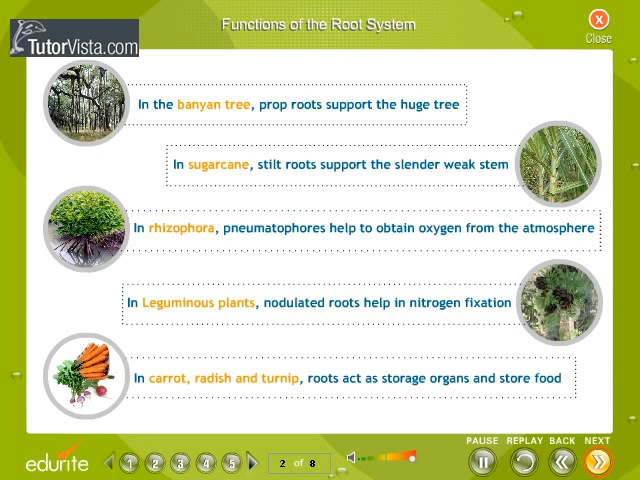 Functions of the Root System
TutorVista.com
Close
In the banyan tree, prop roots support the huge tree
In sugarcane, stilt roots support the slender weak stem
In rhizophora, pneumatophores help to obtain oxygen from the atmosphere
In Leguminous plants, nodulated roots help in nitrogen fixation
In carrot, radish and turnip, roots act as storage organs and store food
PAUSE REPLAY BACK NEXT
edurite 1 2 3 4 5 2 of 8